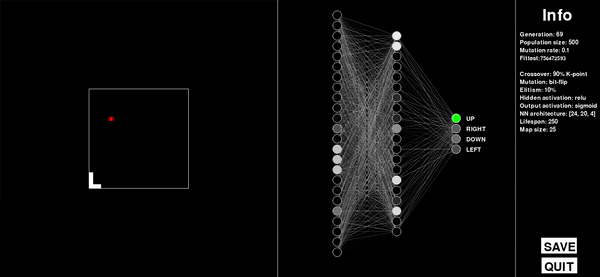 UP
RIGHT
DOWN
LEFT
Info
Generation: 69
Population size: 500
Mutation rate: 0.1
Fittest:756472593
Crossover: 90% K-point
Mutation: bit-flip
Elitism: 10%
Hidden activation: relu
Output activation: sigmoid
NN architecture: [24, 20, 4]
Lifespan: 250
Map size: 25
SAVE
QUIT